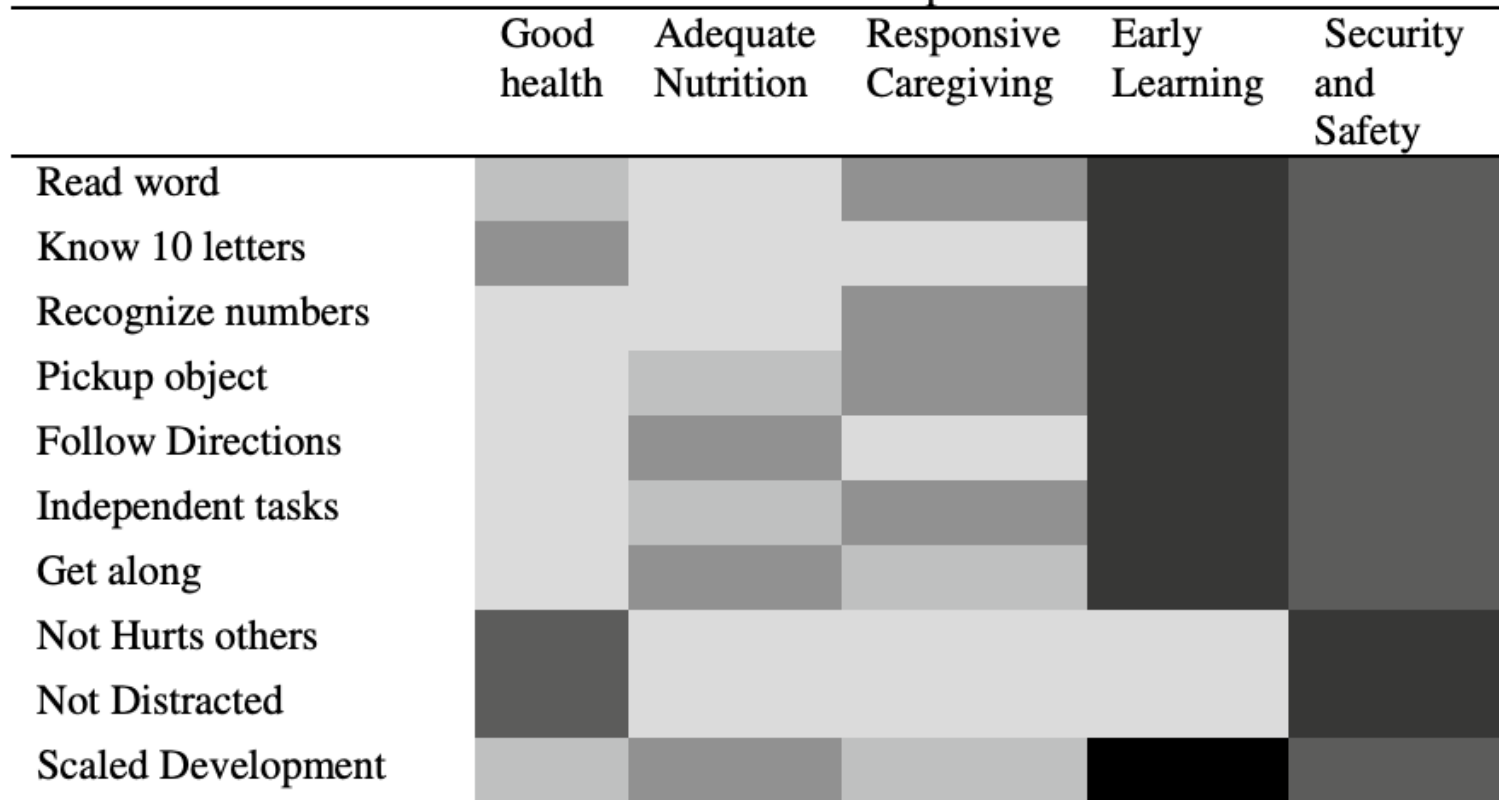 Good Adequate Responsive Early Security
health Nutrition Caregiving Learning and
Safety
Read word
Know 10 letters
Recognize numbers
Pickup object
Follow Directions
Independent tasks
Get along
Not Hurts others
Not Distracted
Scaled Development